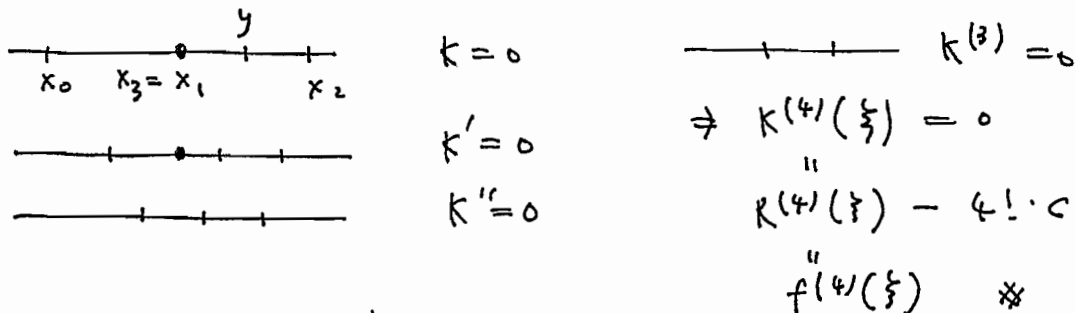 y
x₀ x₃ = x₁ x₂
K = 0
K' = 0
K'' = 0
K⁽³⁾ = 0
⇒ K⁽⁴⁾(ξ) = 0
"
R⁽⁴⁾(ξ) - 4! · C
"
f⁽⁴⁾(ξ) ※